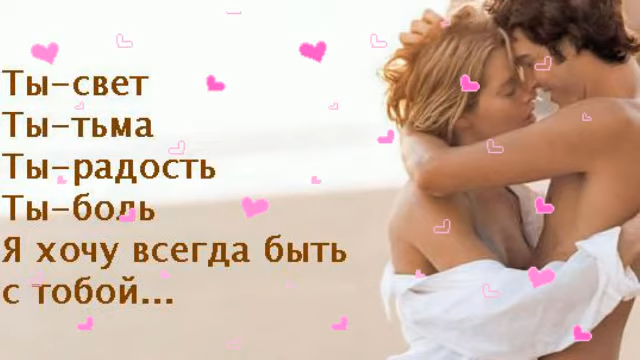 Ты-свет
Ты-тьма
Ты-радость
Ты-боль
Я хочу всегда быть
с тобой...